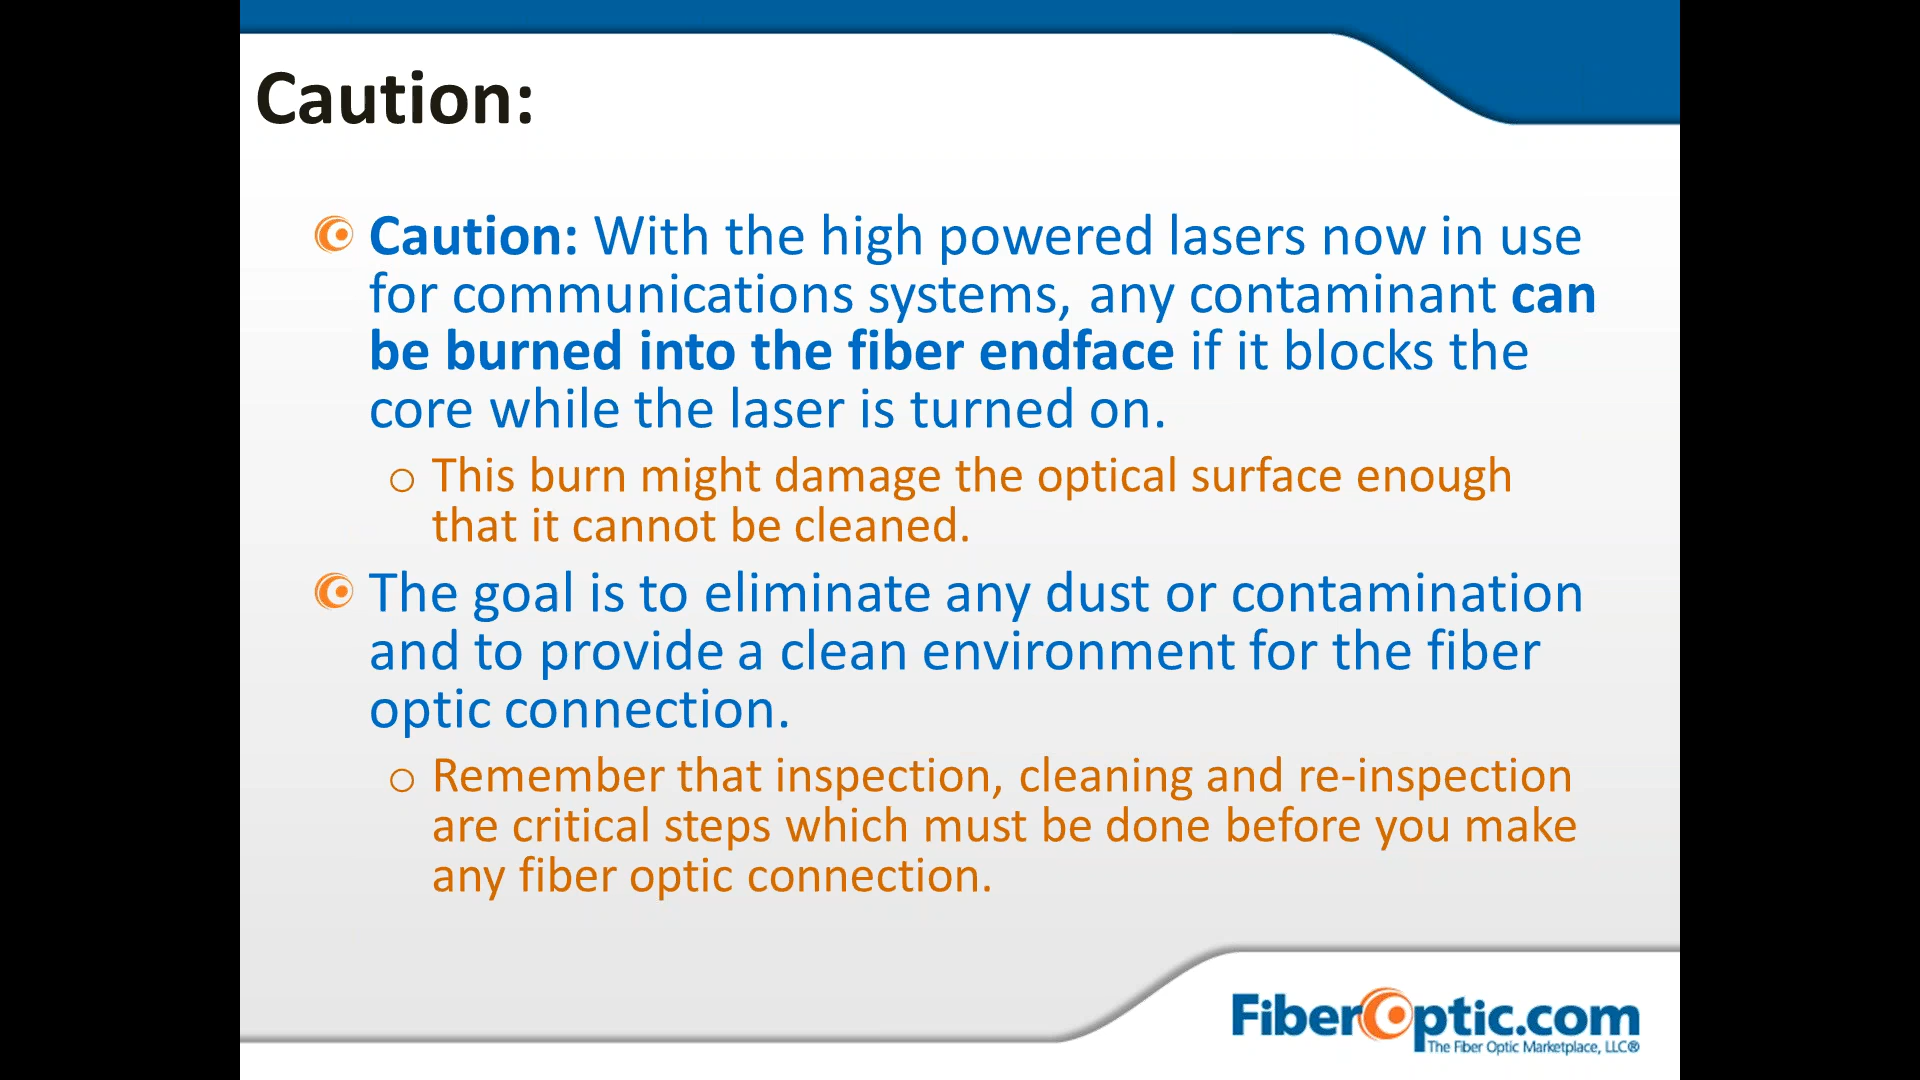 Caution:
Caution: With the high powered lasers now in use
for communications systems, any contaminant can
be burned into the fiber endface if it blocks the
core while the laser is turned on.
o This burn might damage the optical surface enough
that it cannot be cleaned.
The goal is to eliminate any dust or contamination
and to provide a clean environment for the fiber
optic connection.
o Remember that inspection, cleaning and re-inspection
are critical steps which must be done before you make
any fiber optic connection.
FiberOptic.com
The Fiber Optic Marketplace, LLC®